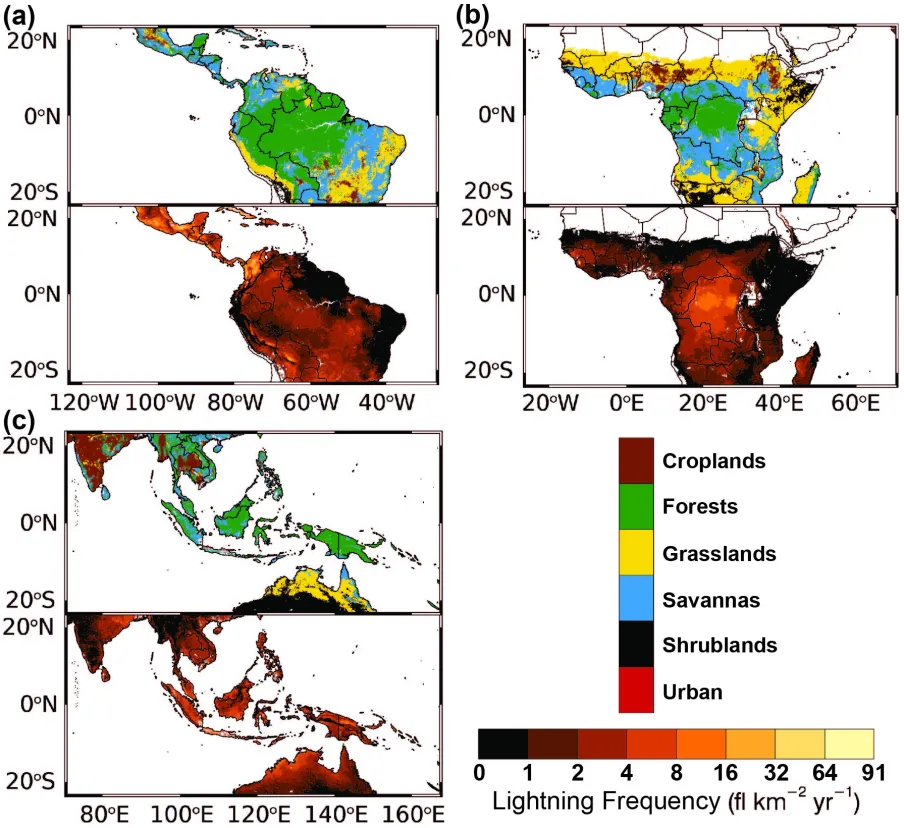 (a)
20°N
0°N
20°S
20°N
0°N
20°S
120°W 100°W 80°W 60°W 40°W
(b)
20°N
0°N
20°S
20°N
0°N
20°S
20°W 0°E 20°E 40°E 60°E
(c)
20°N
0°N
20°S
20°N
0°N
20°S
80°E 100°E 120°E 140°E 160°E
Croplands
Forests
Grasslands
Savannas
Shrublands
Urban
0 1 2 4 8 16 32 64 91
Lightning Frequency (fl km⁻² yr⁻¹)